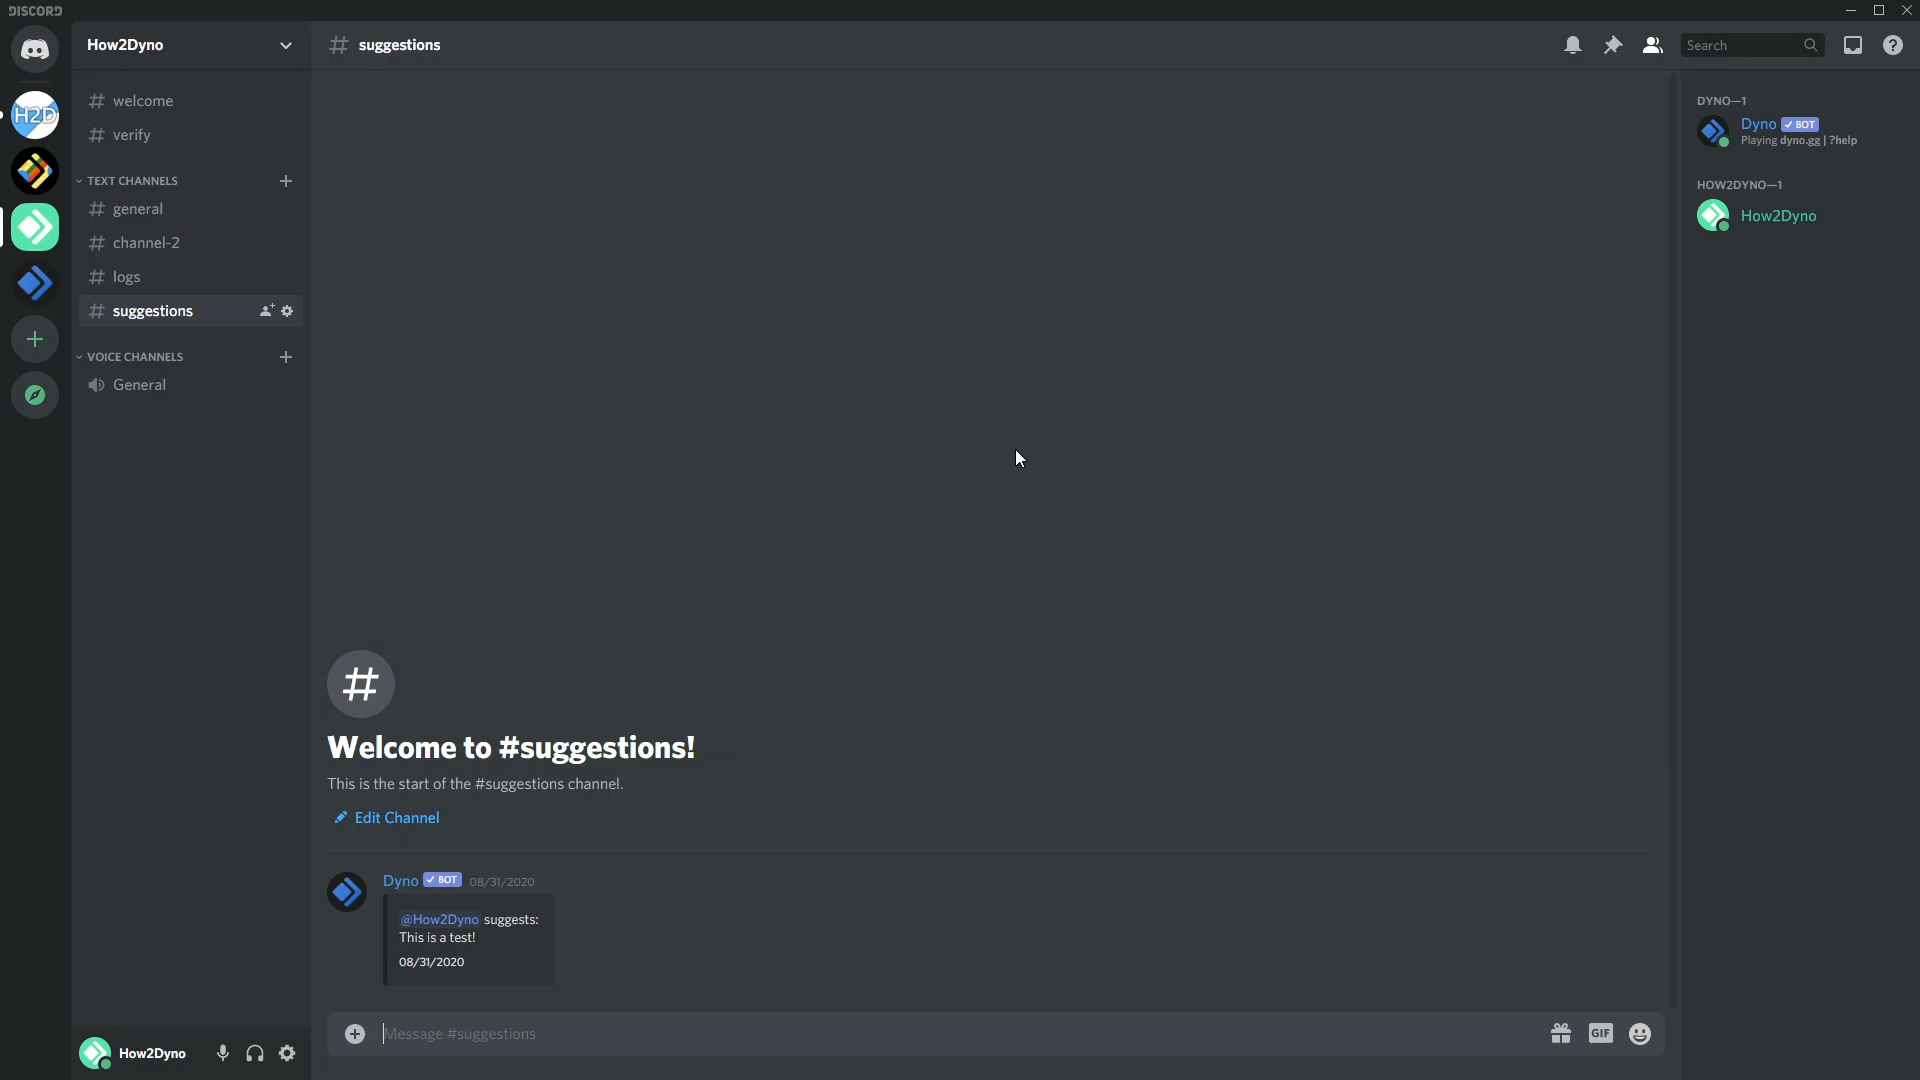 DISCORD
How2Dyno
suggestions
Search
H2D
welcome
verify
TEXT CHANNELS
general
channel-2
logs
suggestions
VOICE CHANNELS
General
Welcome to #suggestions!
This is the start of the #suggestions channel.
Edit Channel
Dyno ✓ BOT 08/31/2020
@How2Dyno suggests:
This is a test!
08/31/2020
Message #suggestions
GIF
How2Dyno
DYNO—1
Dyno ✓ BOT
Playing dyno.gg | ?help
HOW2DYNO—1
How2Dyno